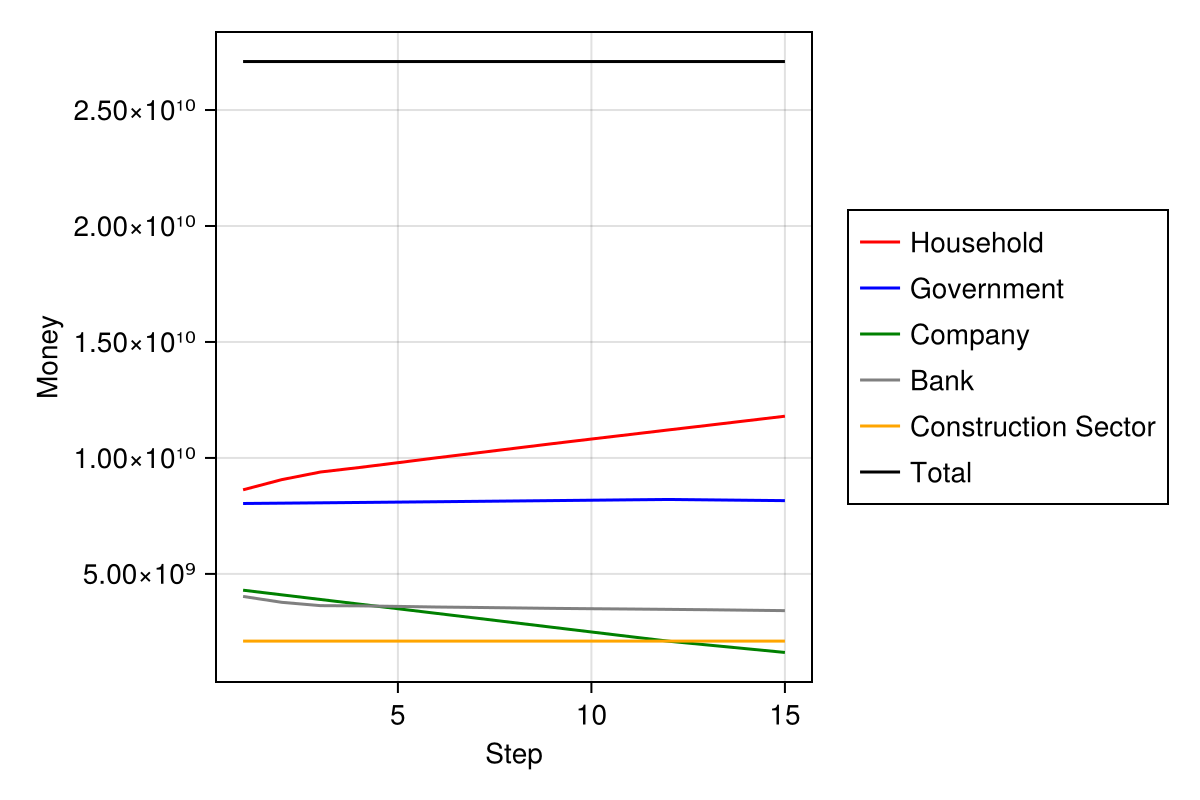 2.50×10¹⁰
2.00×10¹⁰
1.50×10¹⁰
1.00×10¹⁰
5.00×10⁹
Money
5 10 15
Step
Household
Government
Company
Bank
Construction Sector
Total